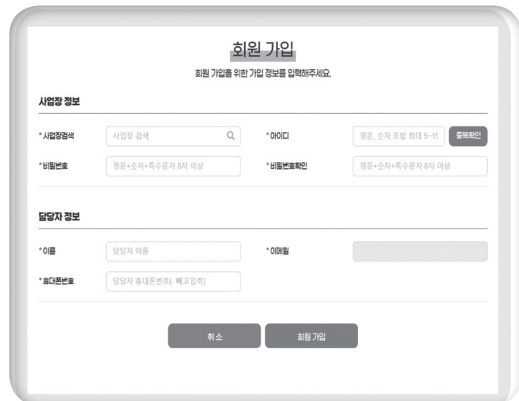 회원 가입
회원 가입을 위한 가입 정보를 입력해주세요.
사업장 정보
*사업장검색 사업장 검색 *아이디 영문, 숫자 조합 최대 5~15 중복확인
*비밀번호 영문+숫자+특수문자 8자 이상 *비밀번호확인 영문+숫자+특수문자 8자 이상
담당자 정보
*이름 담당자 이름 *이메일
*휴대폰번호 담당자 휴대폰번호(- 빼고입력)
취소 회원 가입